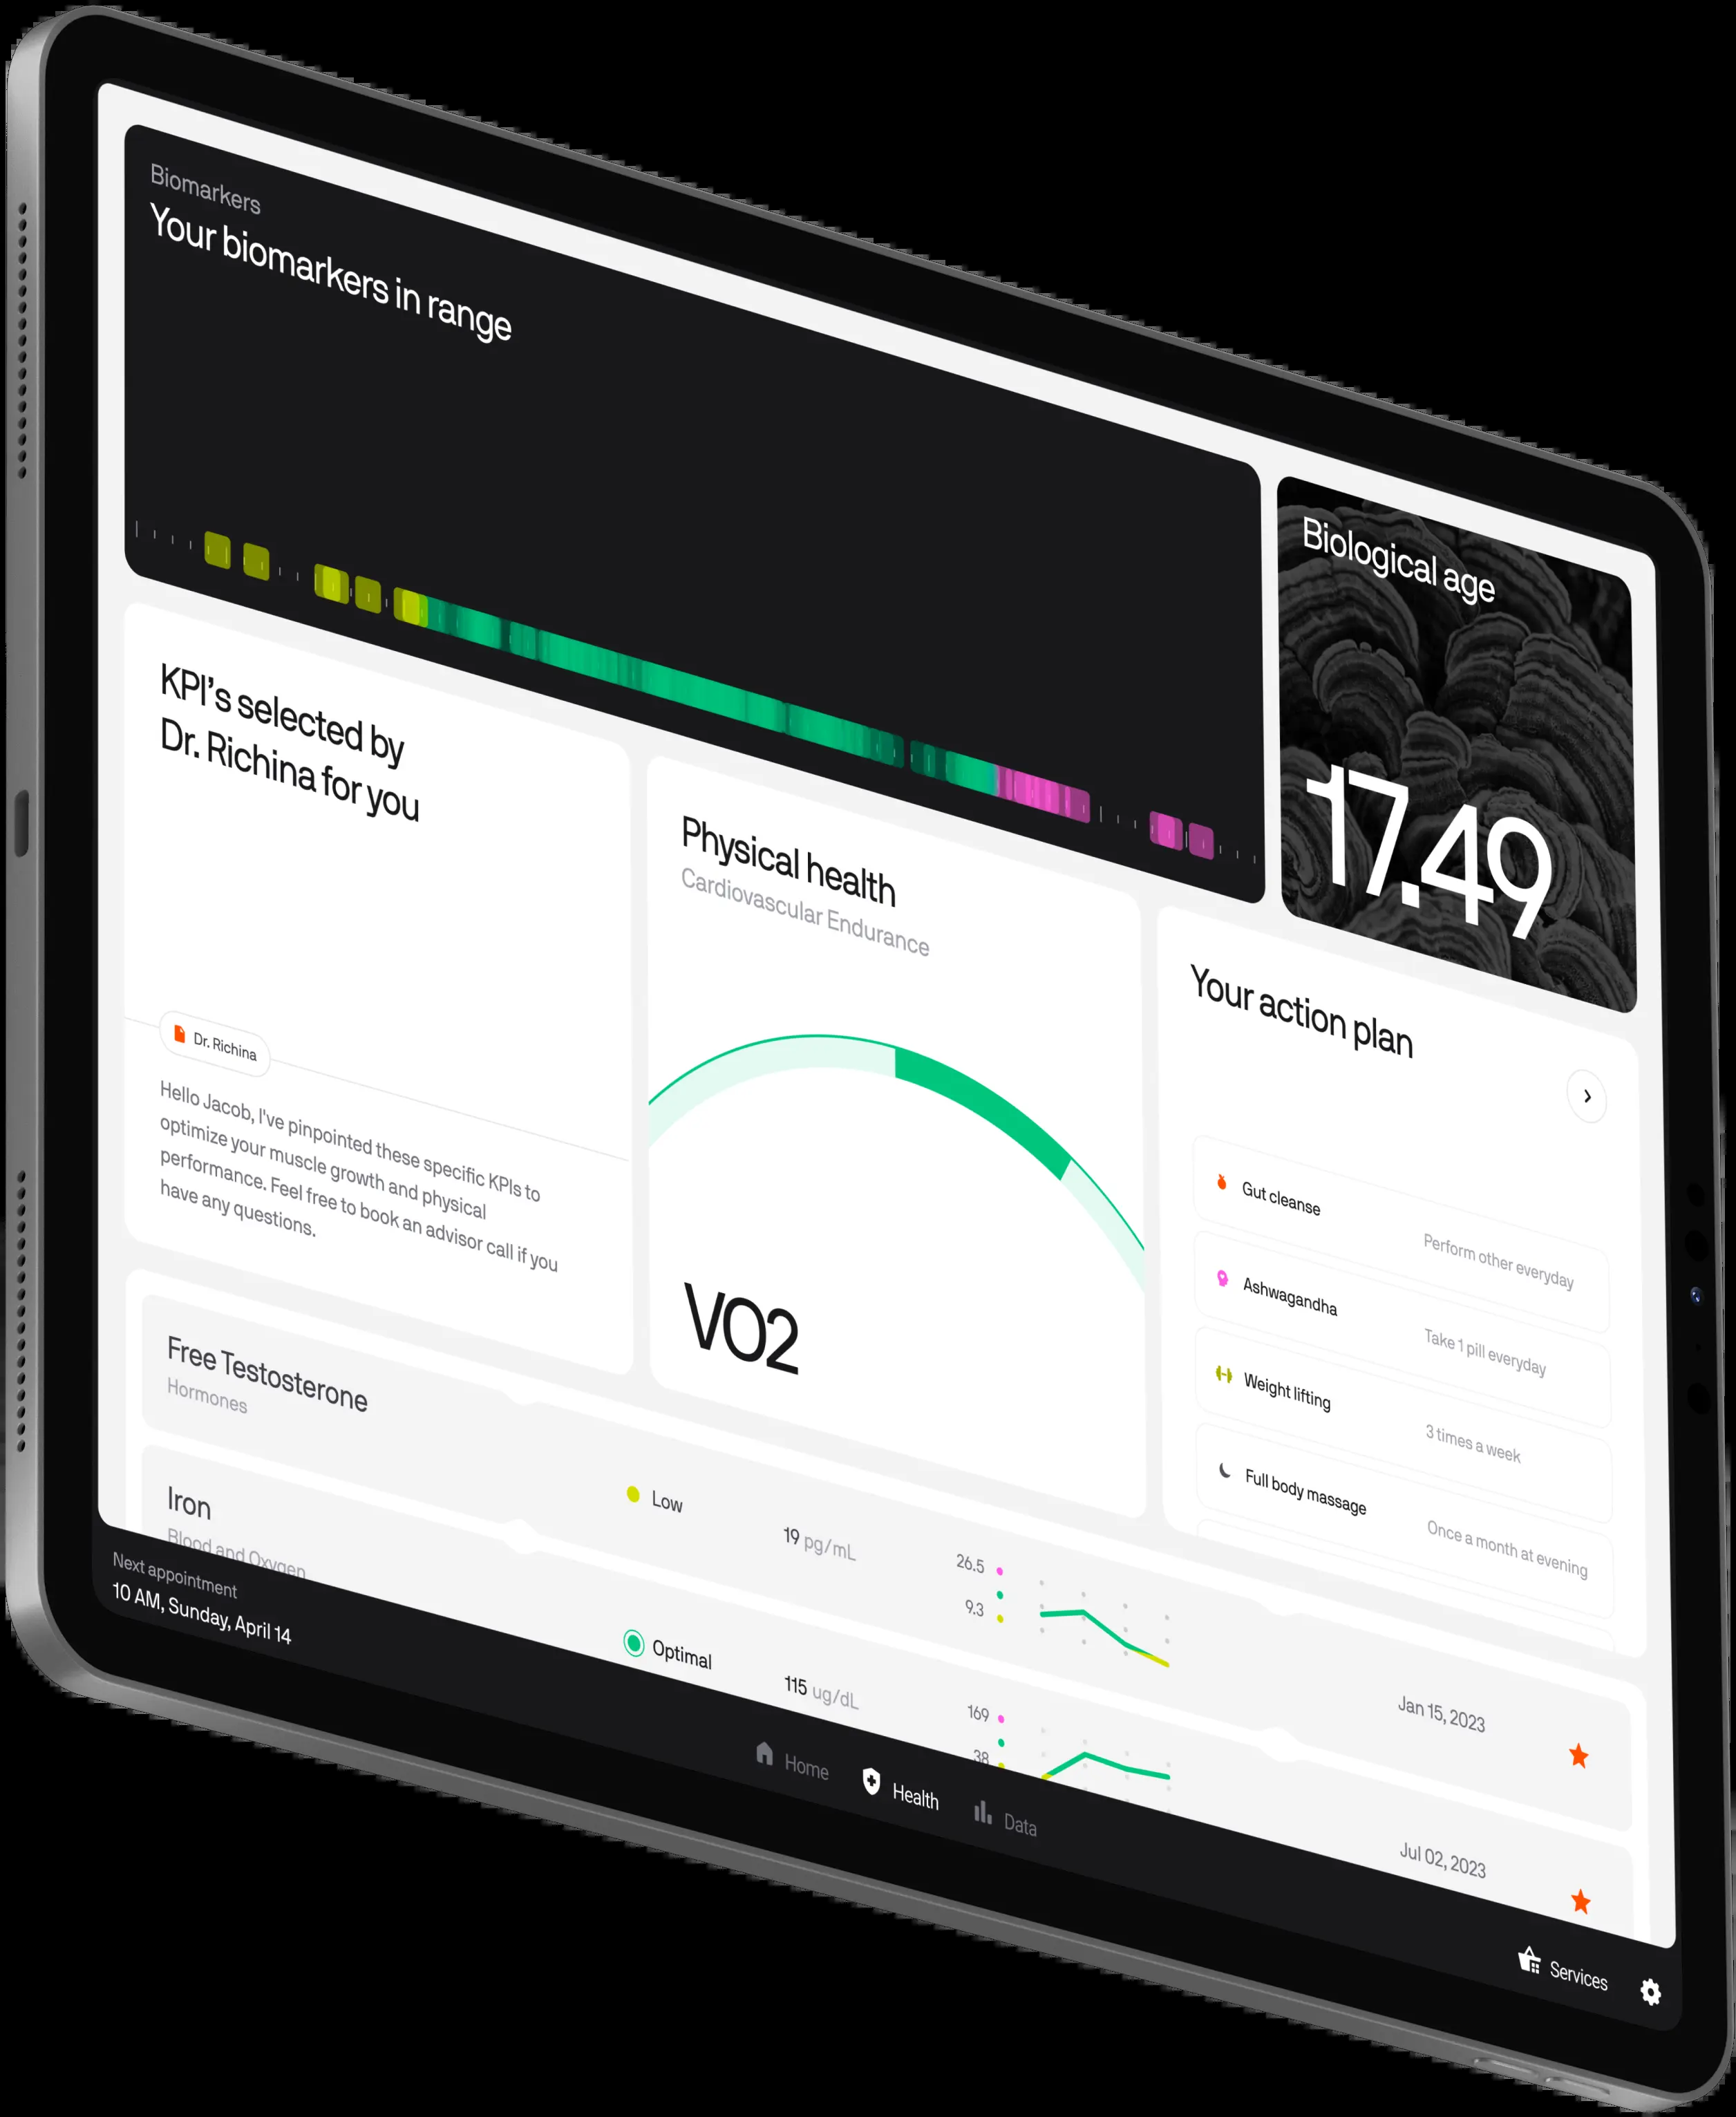 Biomarkers
Your biomarkers in range
Biological age
17.49
KPI's selected by
Dr. Richina for you
Dr. Richina
Hello Jacob, I've pinpointed these specific KPIs to
optimize your muscle growth and physical
performance. Feel free to book an advisor call if you
have any questions.
Physical health
Cardiovascular Endurance
VO2
Your action plan
Gut cleanse
Perform other everyday
Ashwagandha
Take 1 pill everyday
Weight lifting
3 times a week
Full body massage
Once a month at evening
Free Testosterone
Hormones
Low
19 pg/mL
26.5
9.3
Jan 15, 2023
Iron
Blood and Oxygen
Optimal
115 ug/dL
169
38
Jul 02, 2023
Next appointment
10 AM, Sunday, April 14
Home
Health
Data
Services